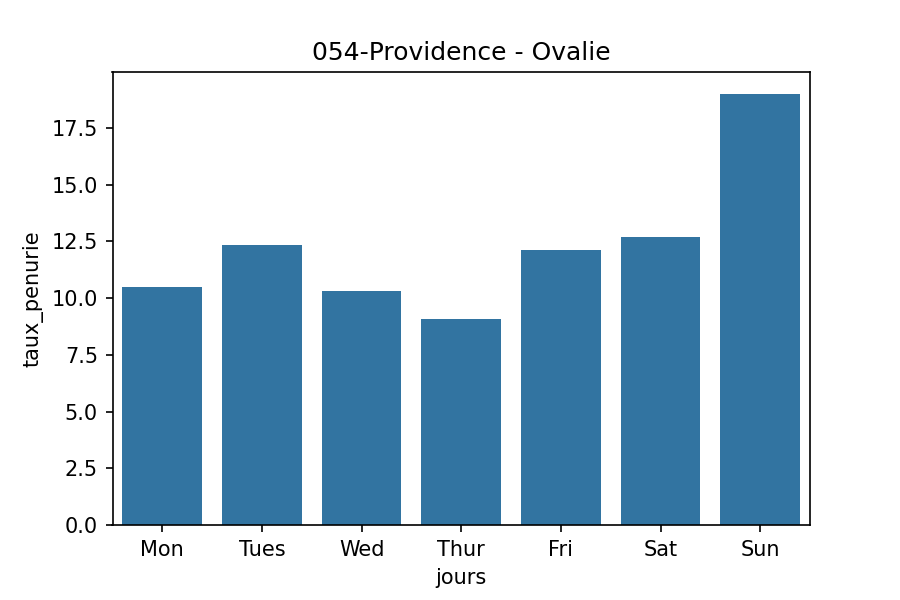 054-Providence - Ovalie
17.5
15.0
12.5
10.0
7.5
5.0
2.5
0.0
taux_penurie
Mon Tues Wed Thur Fri Sat Sun
jours